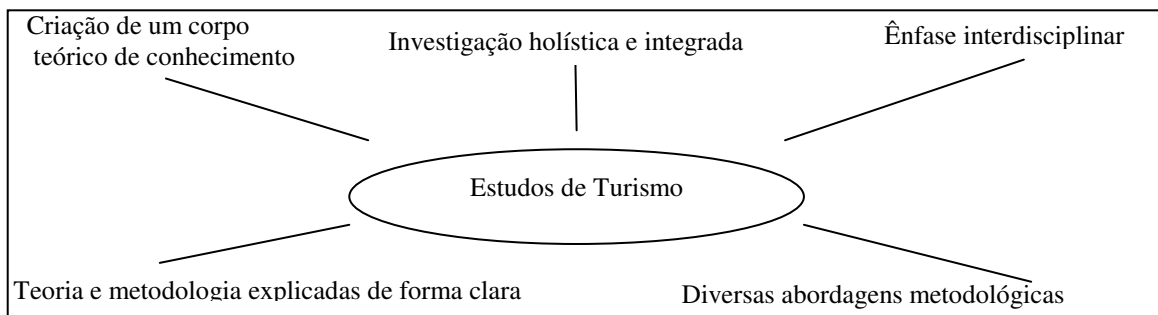 Criação de um corpo
teórico de conhecimento
Investigação holística e integrada
Ênfase interdisciplinar
Estudos de Turismo
Teoria e metodologia explicadas de forma clara
Diversas abordagens metodológicas